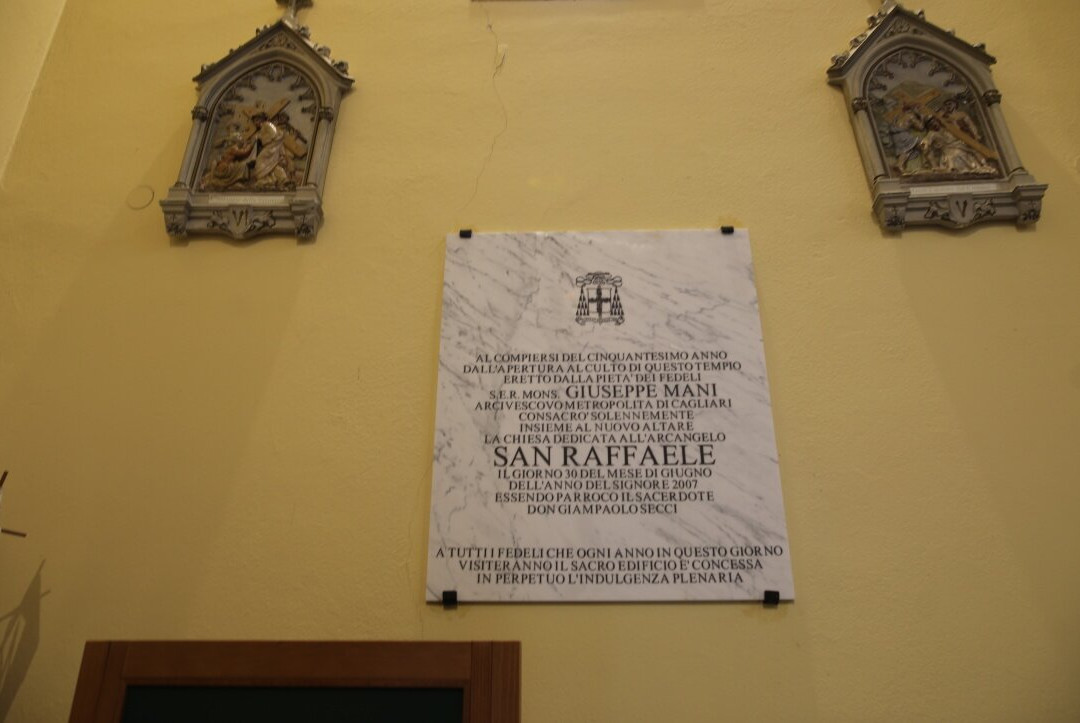 VI
V
AL COMPIERSI DEL CINQUANTESIMO ANNO
DALL'APERTURA AL CULTO DI QUESTO TEMPIO
ERETTO DALLA PIETA' DEI FEDELI
S.E.R. MONS. GIUSEPPE MANI
ARCIVESCOVO METROPOLITA DI CAGLIARI
CONSACRO' SOLENNEMENTE
INSIEME AL NUOVO ALTARE
LA CHIESA DEDICATA ALL'ARCANGELO
SAN RAFFAELE
IL GIORNO 30 DEL MESE DI GIUGNO
DELL'ANNO DEL SIGNORE 2007
ESSENDO PARROCO IL SACERDOTE
DON GIAMPAOLO SECCI
A TUTTI I FEDELI CHE OGNI ANNO IN QUESTO GIORNO
VISITERANNO IL SACRO EDIFICIO E' CONCESSA
IN PERPETUO L'INDULGENZA PLENARIA